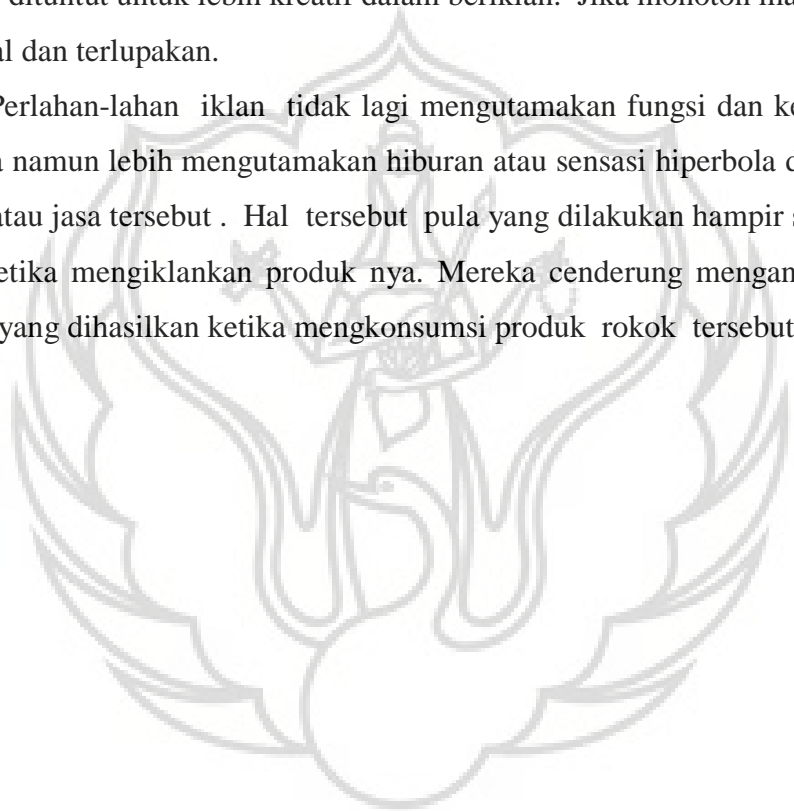 dituntut untuk lebih kreatif dalam beriklan. Jika monoton
al dan terlupakan.
Perlahan-lahan iklan tidak lagi mengutamakan fungsi dan
namun lebih mengutamakan hiburan atau sensasi hiperbola
atau jasa tersebut . Hal tersebut pula yang dilakukan hampir
etika mengiklankan produk nya. Mereka cenderung
yang dihasilkan ketika mengkonsumsi produk rokok tersebut